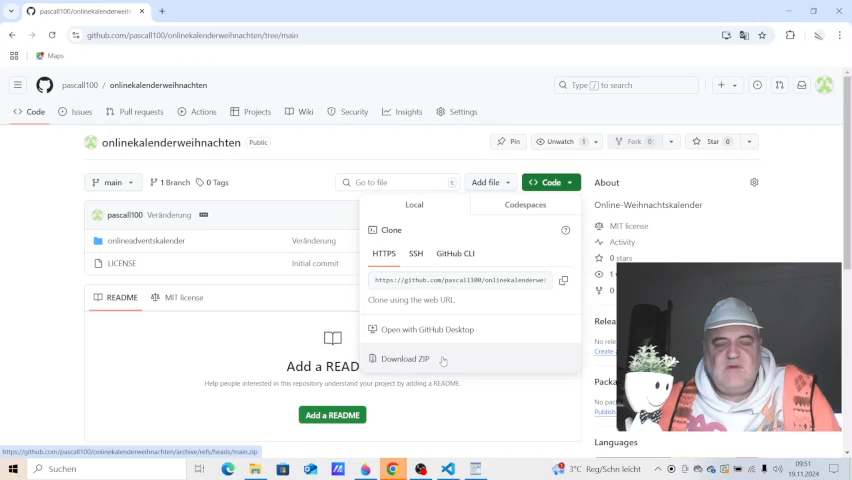 pascall100/onlinekalenderweihn
github.com/pascall100/onlinekalenderweihnachten/tree/main
Maps
pascall100 / onlinekalenderweihnachten
Type / to search
Code Issues Pull requests Actions Projects Wiki Security Insights Settings
onlinekalenderweihnachten Public
Pin Unwatch 1 Fork 0 Star 0
main 1 Branch 0 Tags Go to file t Add file Code
About
Online-Weihnachtskalender
pascall100 Veränderung
Local Codespaces
MIT license
Clone
Activity
onlineadventskalender Veränderung
0 stars
LICENSE Initial commit
HTTPS SSH GitHub CLI
https://github.com/pascall100/onlinekalenderwei
Clone using the web URL.
README MIT license
Open with GitHub Desktop
Download ZIP
Add a READ
Help people interested in this repository understand your project by adding a README.
Add a README
Languages
https://github.com/pascall100/onlinekalenderweihnachten/archive/refs/heads/main.zip
Suchen
3°C Reg/Schn leicht
09:51
19.11.2024